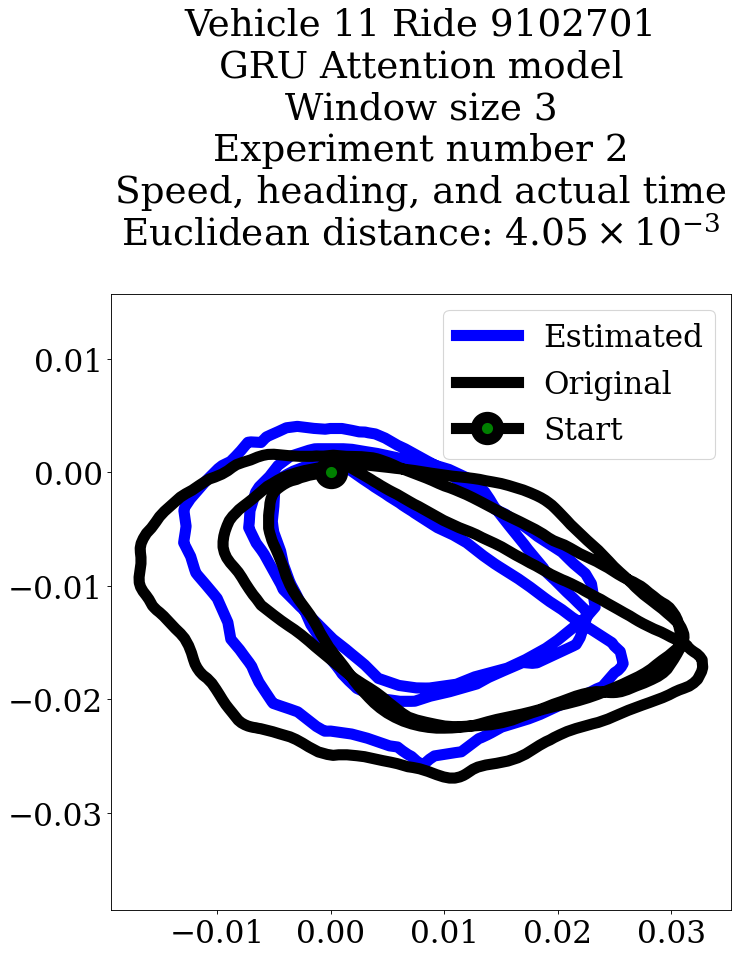 Vehicle 11 Ride 9102701
GRU Attention model
Window size 3
Experiment number 2
Speed, heading, and actual time
Euclidean distance: 4.05 × 10⁻³
Estimated
Original
Start
0.01
0.00
−0.01
−0.02
−0.03
−0.01
0.00
0.01
0.02
0.03